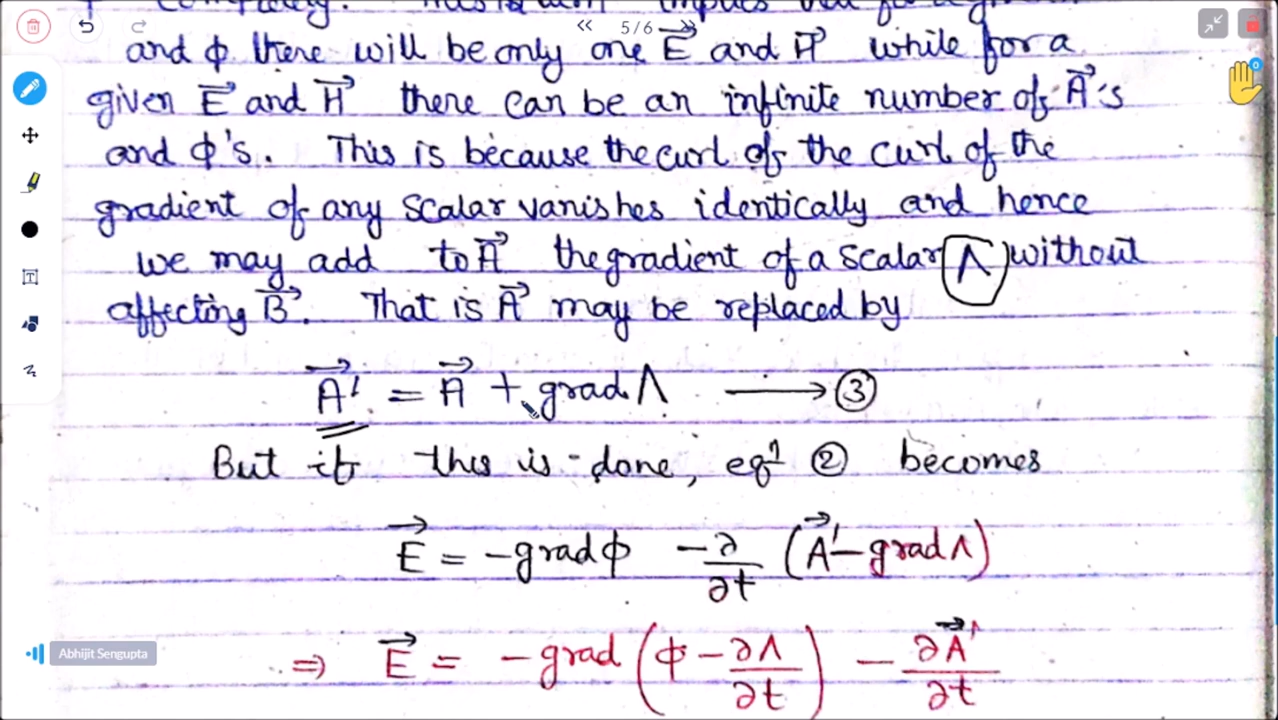 5/6
and φ there will be only one E⃗ and H⃗ while for a
given E⃗ and H⃗ there can be an infinite number of A⃗'s
and φ's. This is because the curl of the curl of the
gradient of any scalar vanishes identically and hence
we may add to A⃗ the gradient of a scalar Λ without
affecting B⃗. That is A⃗ may be replaced by
A⃗' = A⃗ + grad Λ ⟶ ③
But if this is done, eqⁿ ② becomes
E⃗ = -grad φ - ∂/∂t (A⃗' - grad Λ)
Abhijit Sengupta
⇒ E⃗ = -grad (φ - ∂Λ/∂t) - ∂A⃗'/∂t